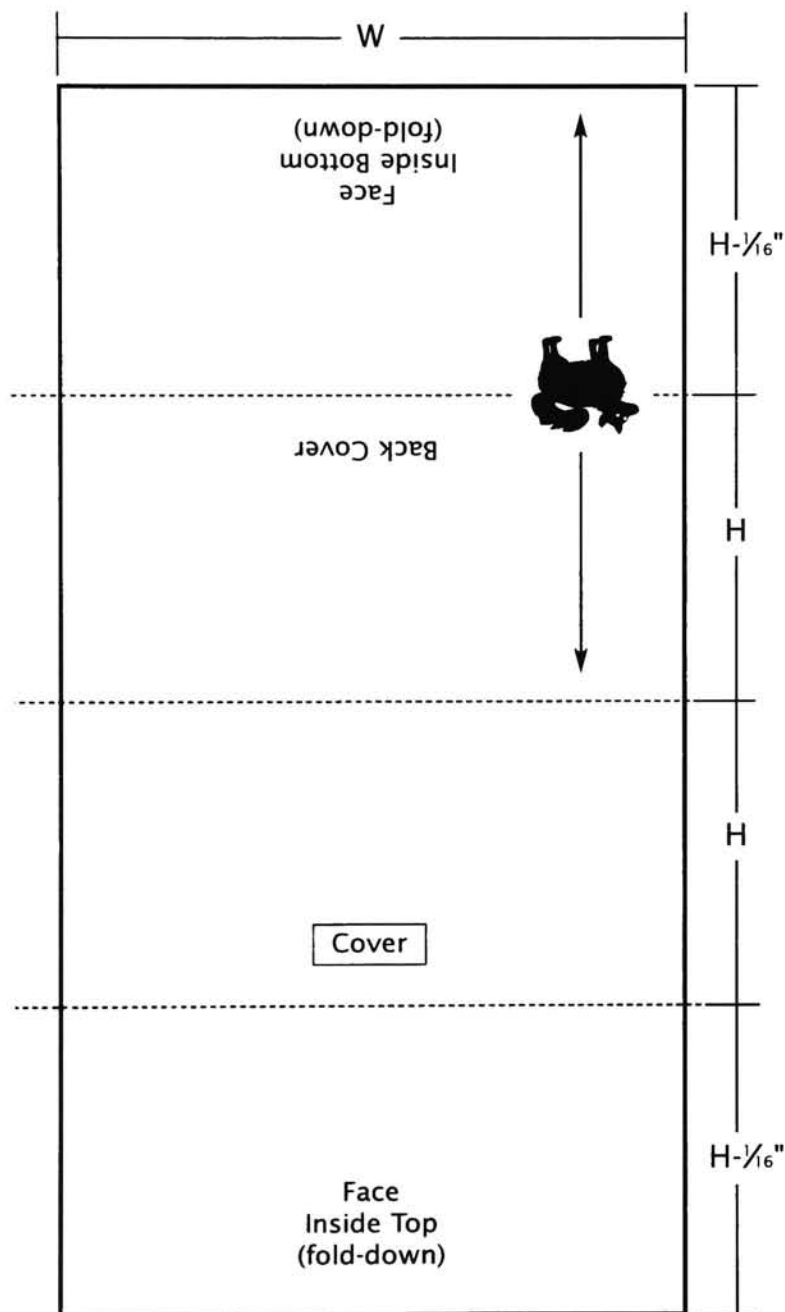 W
(fold-down)
Inside Bottom
Face
H-1/16"
Back Cover
H
H
Cover
H-1/16"
Face
Inside Top
(fold-down)